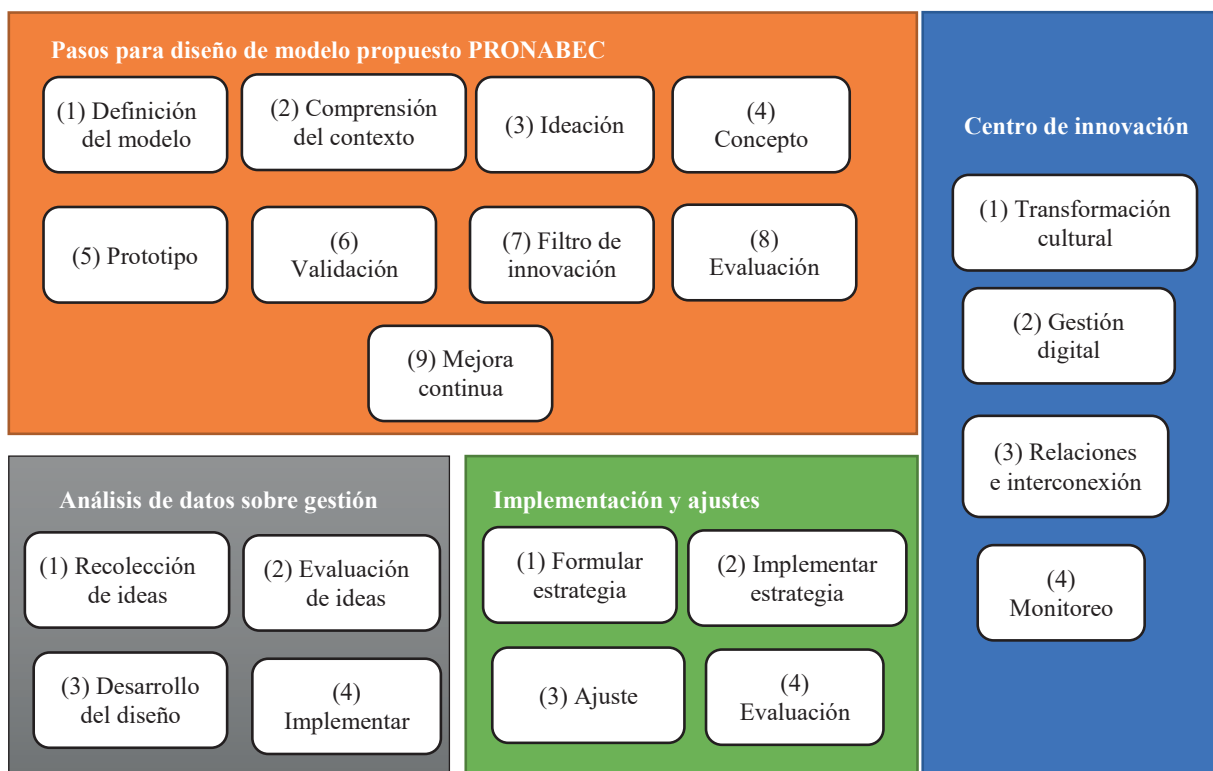 Pasos para diseño de modelo propuesto PRONABEC
(1) Definición
del modelo
(2) Comprensión
del contexto
(3) Ideación
(4)
Concepto
(5) Prototipo
(6)
Validación
(7) Filtro de
innovación
(8)
Evaluación
(9) Mejora
continua
Centro de innovación
(1) Transformación
cultural
(2) Gestión
digital
(3) Relaciones
e interconexión
(4)
Monitoreo
Análisis de datos sobre gestión
(1) Recolección
de ideas
(2) Evaluación
de ideas
(3) Desarrollo
del diseño
(4)
Implementar
Implementación y ajustes
(1) Formular
estrategia
(2) Implementar
estrategia
(3) Ajuste
(4)
Evaluación